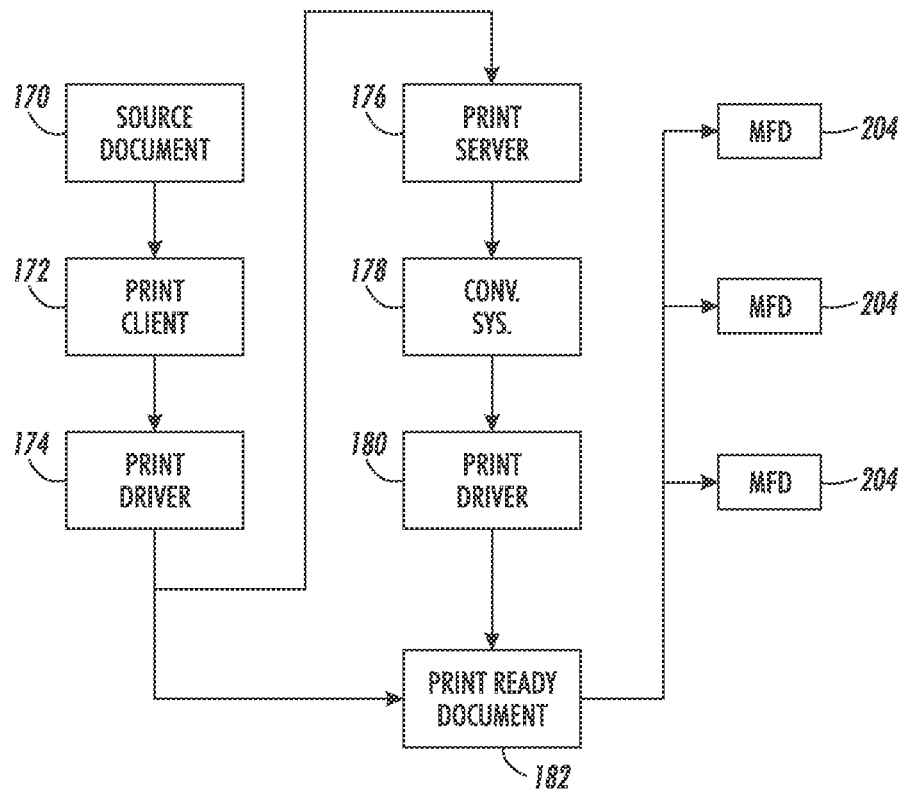 170
SOURCE
DOCUMENT
172
PRINT
CLIENT
174
PRINT
DRIVER
176
PRINT
SERVER
178
CONV.
SYS.
180
PRINT
DRIVER
PRINT READY
DOCUMENT
182
MFD
204
MFD
204
MFD
204